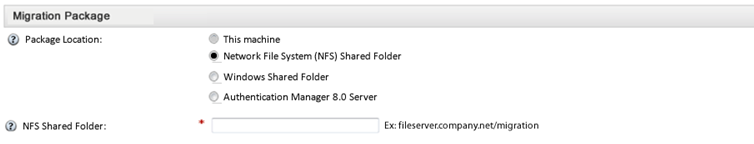 Migration Package
Package Location:
This machine
Network File System (NFS) Shared Folder
Windows Shared Folder
Authentication Manager 8.0 Server
NFS Shared Folder: * Ex: fileserver.company.net/migration